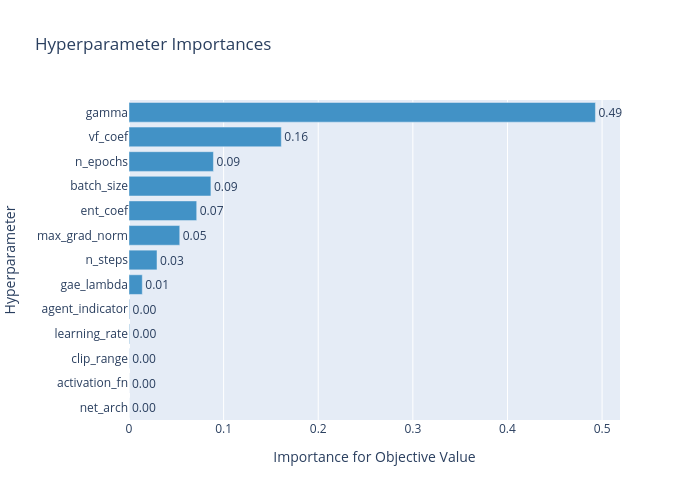 Hyperparameter Importances
Hyperparameter
gamma 0.49
vf_coef 0.16
n_epochs 0.09
batch_size 0.09
ent_coef 0.07
max_grad_norm 0.05
n_steps 0.03
gae_lambda 0.01
agent_indicator 0.00
learning_rate 0.00
clip_range 0.00
activation_fn 0.00
net_arch 0.00
0 0.1 0.2 0.3 0.4 0.5
Importance for Objective Value